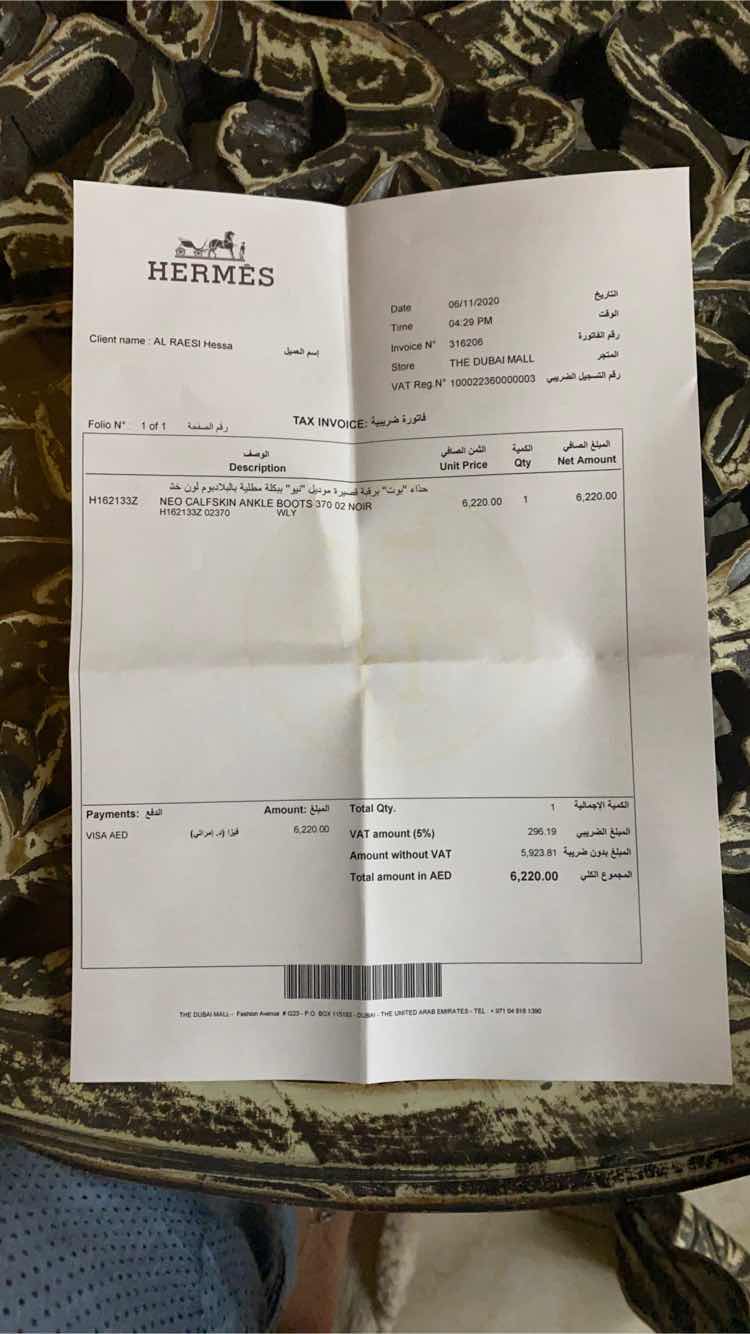 HERMÈS
Client name : AL RAESI Hessa إسم العميل
Date 06/11/2020 التاريخ
Time 04:29 PM الوقت
Invoice N° 316206 رقم الفاتورة
Store THE DUBAI MALL المتجر
VAT Reg.N° 100022360000003 رقم التسجيل الضريبي
Folio N° 1 of 1 رقم الصفحة
TAX INVOICE: فاتورة ضريبية
الوصف الثمن الصافي الكمية المبلغ الصافي
Description Unit Price Qty Net Amount
حذاء "بوت" برقبة قصيرة موديل "نيو" ببكلة مطلية بالبلاديوم لون خش
H162133Z NEO CALFSKIN ANKLE BOOTS 370 02 NOIR 6,220.00 1 6,220.00
H162133Z 02370 WLY
Payments: الدفع Amount: المبلغ
VISA AED فيزا (د. إمراتي) 6,220.00
Total Qty. 1 الكمية الاجمالية
VAT amount (5%) 296.19 المبلغ الضريبي
Amount without VAT 5,923.81 المبلغ بدون ضريبة
Total amount in AED 6,220.00 المجموع الكلي
THE DUBAI MALL - Fashion Avenue # G23 - P.O. BOX 115183 - DUBAI - THE UNITED ARAB EMIRATES - TEL : + 971 04 818 1390